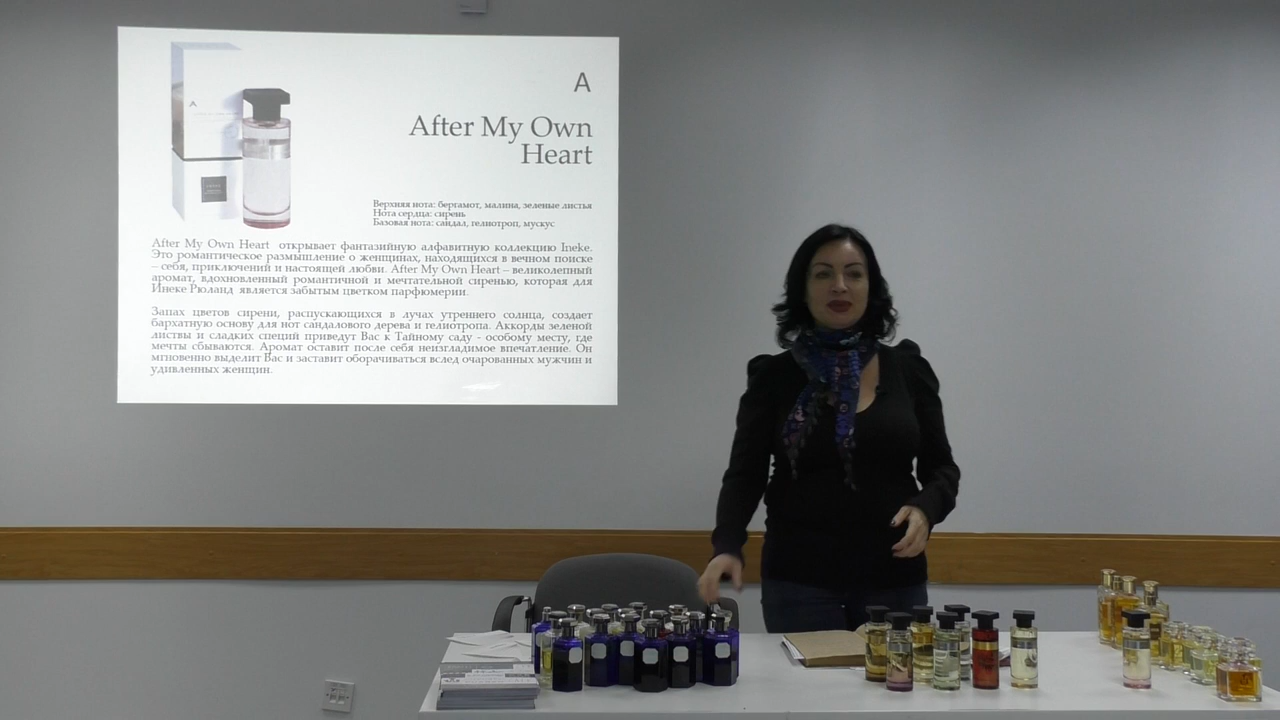 A
After My Own
Heart
Верхняя нота: бергамот, малина, зеленые листья
Нота сердца: сирень
Базовая нота: сандал, гелиотроп, мускус
After My Own Heart открывает фантазийную алфавитную коллекцию Ineke.
Это романтическое размышление о женщинах, находящихся в вечном поиске
– себя, приключений и настоящей любви. After My Own Heart – великолепный
аромат, вдохновленный романтичной и мечтательной сиренью, которая для
Инеке Рюланд является забытым цветком парфюмерии.
Запах цветов сирени, распускающихся в лучах утреннего солнца, создает
бархатную основу для нот сандалового дерева и гелиотропа. Аккорды зеленой
листвы и сладких специй приведут Вас к Тайному саду - особому месту, где
мечты сбываются. Аромат оставит после себя неизгладимое впечатление. Он
мгновенно выделит Вас и заставит оборачиваться вслед очарованных мужчин и
удивленных женщин.